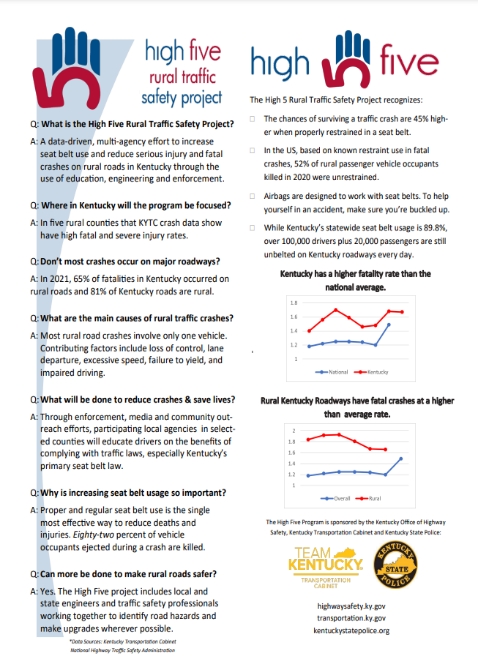 high five
rural traffic
safety project
Q: What is the High Five Rural Traffic Safety Project?
A: A data-driven, multi-agency effort to increase
seat belt use and reduce serious injury and fatal
crashes on rural roads in Kentucky through the
use of education, engineering and enforcement.
Q: Where in Kentucky will the program be focused?
A: In five rural counties that KYTC crash data show
have high fatal and severe injury rates.
Q: Don't most crashes occur on major roadways?
A: In 2021, 65% of fatalities in Kentucky occurred on
rural roads and 81% of Kentucky roads are rural.
Q: What are the main causes of rural traffic crashes?
A: Most rural road crashes involve only one vehicle.
Contributing factors include loss of control, lane
departure, excessive speed, failure to yield, and
impaired driving.
Q: What will be done to reduce crashes & save lives?
A: Through enforcement, media and community out-
reach efforts, participating local agencies in select-
ed counties will educate drivers on the benefits of
complying with traffic laws, especially Kentucky's
primary seat belt law.
Q: Why is increasing seat belt usage so important?
A: Proper and regular seat belt use is the single
most effective way to reduce deaths and
injuries. Eighty-two percent of vehicle
occupants ejected during a crash are killed.
Q: Can more be done to make rural roads safer?
A: Yes. The High Five project includes local and
state engineers and traffic safety professionals
working together to identify road hazards and
make upgrades wherever possible.
*Data Sources: Kentucky Transportation Cabinet
National Highway Traffic Safety Administration
high five
The High 5 Rural Traffic Safety Project recognizes:
The chances of surviving a traffic crash are 45% high-
er when properly restrained in a seat belt.
In the US, based on known restraint use in fatal
crashes, 52% of rural passenger vehicle occupants
killed in 2020 were unrestrained.
Airbags are designed to work with seat belts. To help
yourself in an accident, make sure you're buckled up.
While Kentucky's statewide seat belt usage is 89.8%,
over 100,000 drivers plus 20,000 passengers are still
unbelted on Kentucky roadways every day.
Kentucky has a higher fatality rate than the
national average.
1.8
1.6
1.4
1.2
1
National Kentucky
Rural Kentucky Roadways have fatal crashes at a higher
than average rate.
2
1.8
1.6
1.4
1.2
1
Overall Rural
The High Five Program is sponsored by the Kentucky Office of Highway
Safety, Kentucky Transportation Cabinet and Kentucky State Police:
TEAM
KENTUCKY
TRANSPORTATION
CABINET
KENTUCKY
STATE
POLICE
highwaysafety.ky.gov
transportation.ky.gov
kentuckystatepolice.org